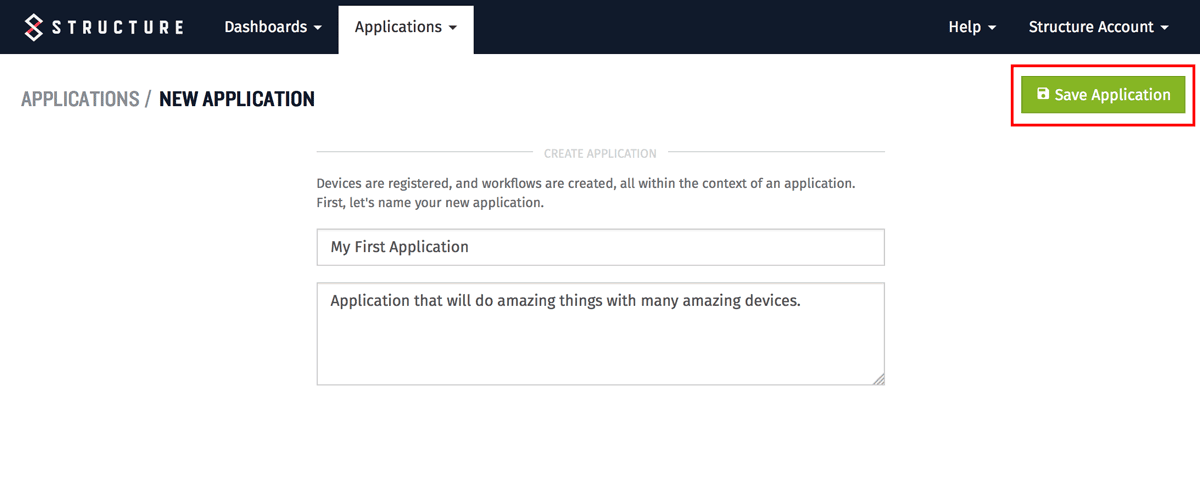 STRUCTURE Dashboards Applications Help Structure Account
APPLICATIONS / NEW APPLICATION Save Application
CREATE APPLICATION
Devices are registered, and workflows are created, all within the context of an application.
First, let's name your new application.
My First Application
Application that will do amazing things with many amazing devices.